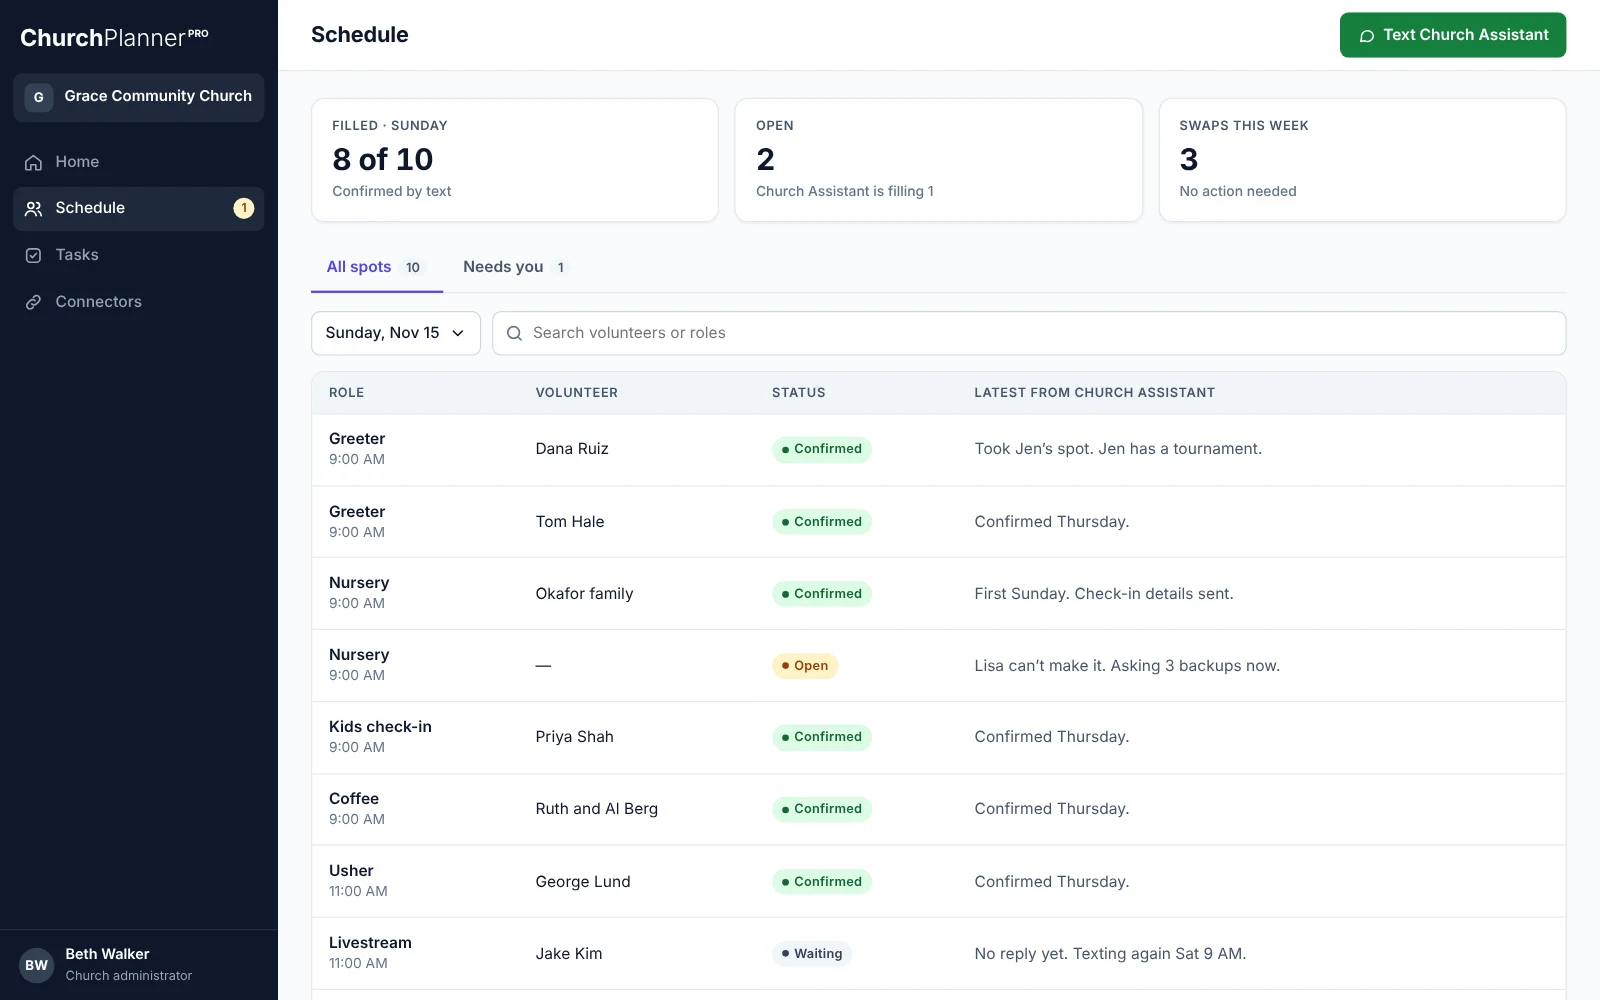 ChurchPlanner PRO
G Grace Community Church
Home
Schedule 1
Tasks
Connectors
BW
Beth Walker
Church administrator
Schedule
Text Church Assistant
FILLED · SUNDAY
8 of 10
Confirmed by text
OPEN
2
Church Assistant is filling 1
SWAPS THIS WEEK
3
No action needed
All spots 10 Needs you 1
Sunday, Nov 15 Search volunteers or roles
ROLE VOLUNTEER STATUS LATEST FROM CHURCH ASSISTANT
Greeter
9:00 AM
Dana Ruiz
Confirmed
Took Jen’s spot. Jen has a tournament.
Greeter
9:00 AM
Tom Hale
Confirmed
Confirmed Thursday.
Nursery
9:00 AM
Okafor family
Confirmed
First Sunday. Check-in details sent.
Nursery
9:00 AM
—
Open
Lisa can’t make it. Asking 3 backups now.
Kids check-in
9:00 AM
Priya Shah
Confirmed
Confirmed Thursday.
Coffee
9:00 AM
Ruth and Al Berg
Confirmed
Confirmed Thursday.
Usher
11:00 AM
George Lund
Confirmed
Confirmed Thursday.
Livestream
11:00 AM
Jake Kim
Waiting
No reply yet. Texting again Sat 9 AM.